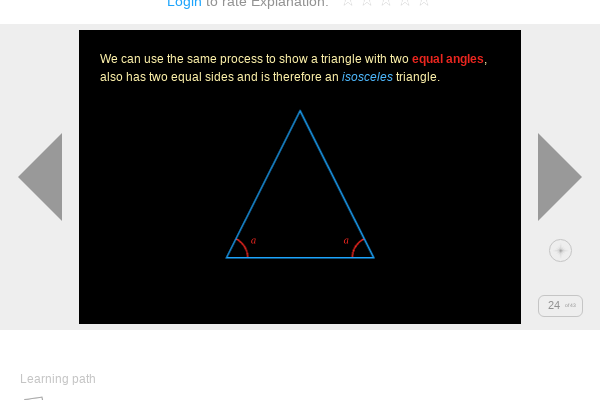 Login to rate Explanation:
We can use the same process to show a triangle with two equal angles,
also has two equal sides and is therefore an isosceles triangle.
a a
24
Learning path